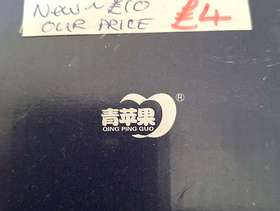 NEW ~ £10
OUR PRICE £4
青苹果®
QING PING GUO